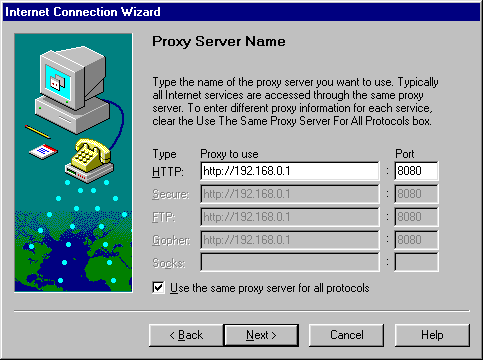 Internet Connection Wizard
Proxy Server Name
Type the name of the proxy server you want to use. Typically
all Internet services are accessed through the same proxy
server. To enter different proxy information for each service,
clear the Use The Same Proxy Server For All Protocols box.
Type Proxy to use Port
HTTP: http://192.168.0.1 : 8080
Secure: http://192.168.0.1 : 8080
FTP: http://192.168.0.1 : 8080
Gopher: http://192.168.0.1 : 8080
Socks: :
Use the same proxy server for all protocols
< Back Next > Cancel Help